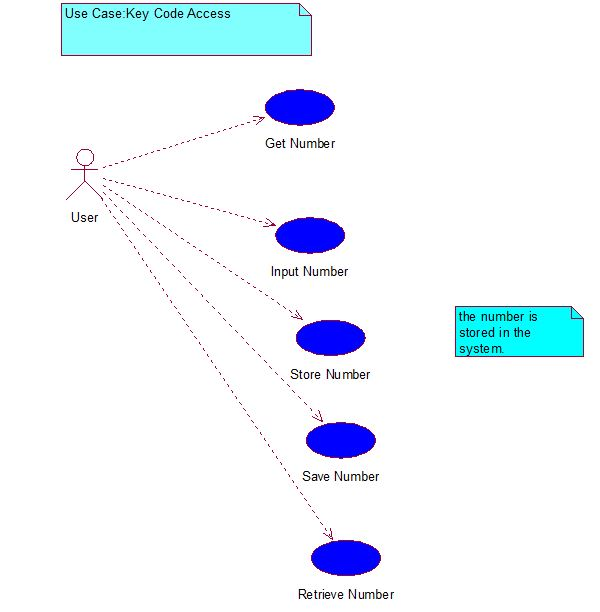 Use Case:Key Code Access
Get Number
User
Input Number
the number is
stored in the
system.
Store Number
Save Number
Retrieve Number